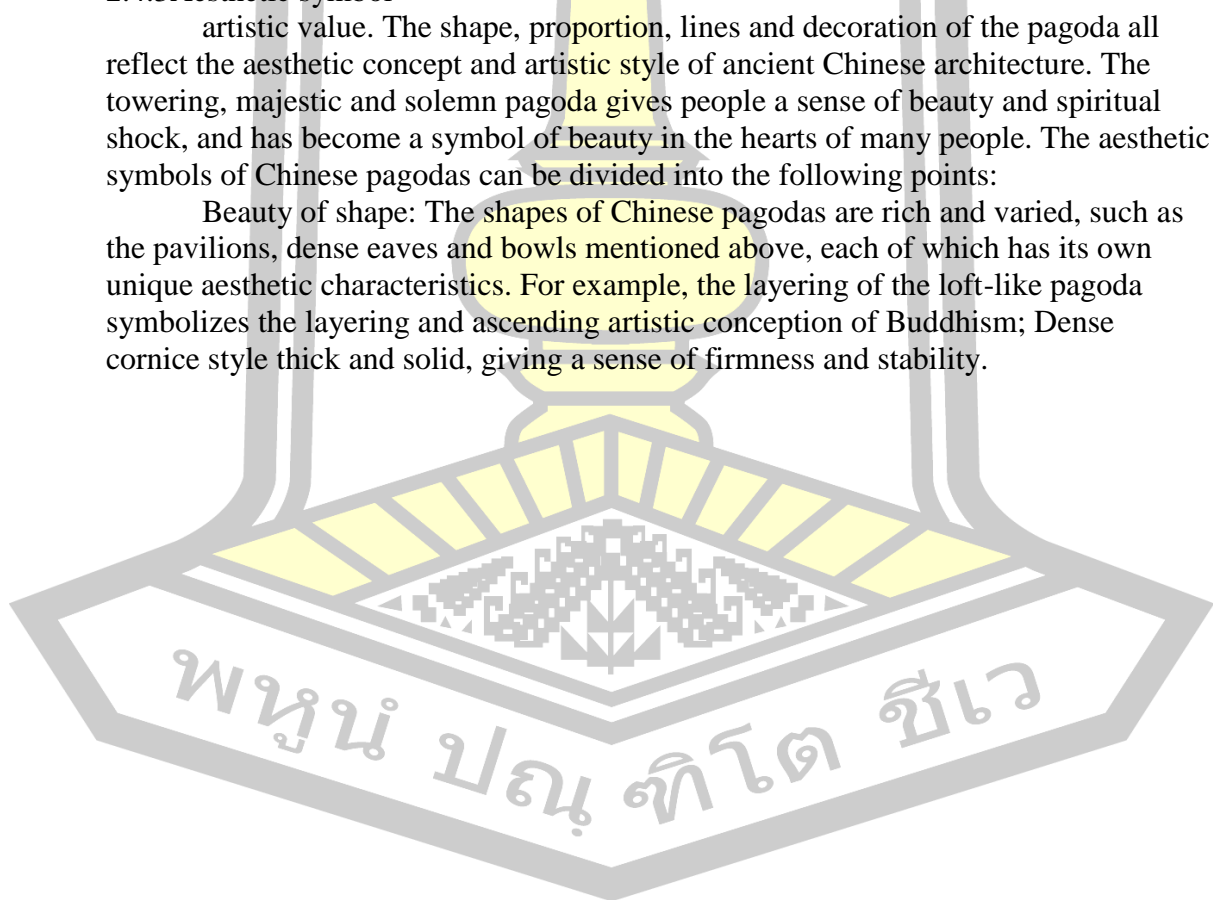 artistic value. The shape, proportion, lines and decoration of the pagoda all
reflect the aesthetic concept and artistic style of ancient Chinese architecture. The
towering, majestic and solemn pagoda gives people a sense of beauty and spiritual
shock, and has become a symbol of beauty in the hearts of many people. The aesthetic
symbols of Chinese pagodas can be divided into the following points:
Beauty of shape: The shapes of Chinese pagodas are rich and varied, such as
the pavilions, dense eaves and bowls mentioned above, each of which has its own
unique aesthetic characteristics. For example, the layering of the loft-like pagoda
symbolizes the layering and ascending artistic conception of Buddhism; Dense
cornice style thick and solid, giving a sense of firmness and stability.
พหูนํ ปณฺ ฑิโต ชีเว